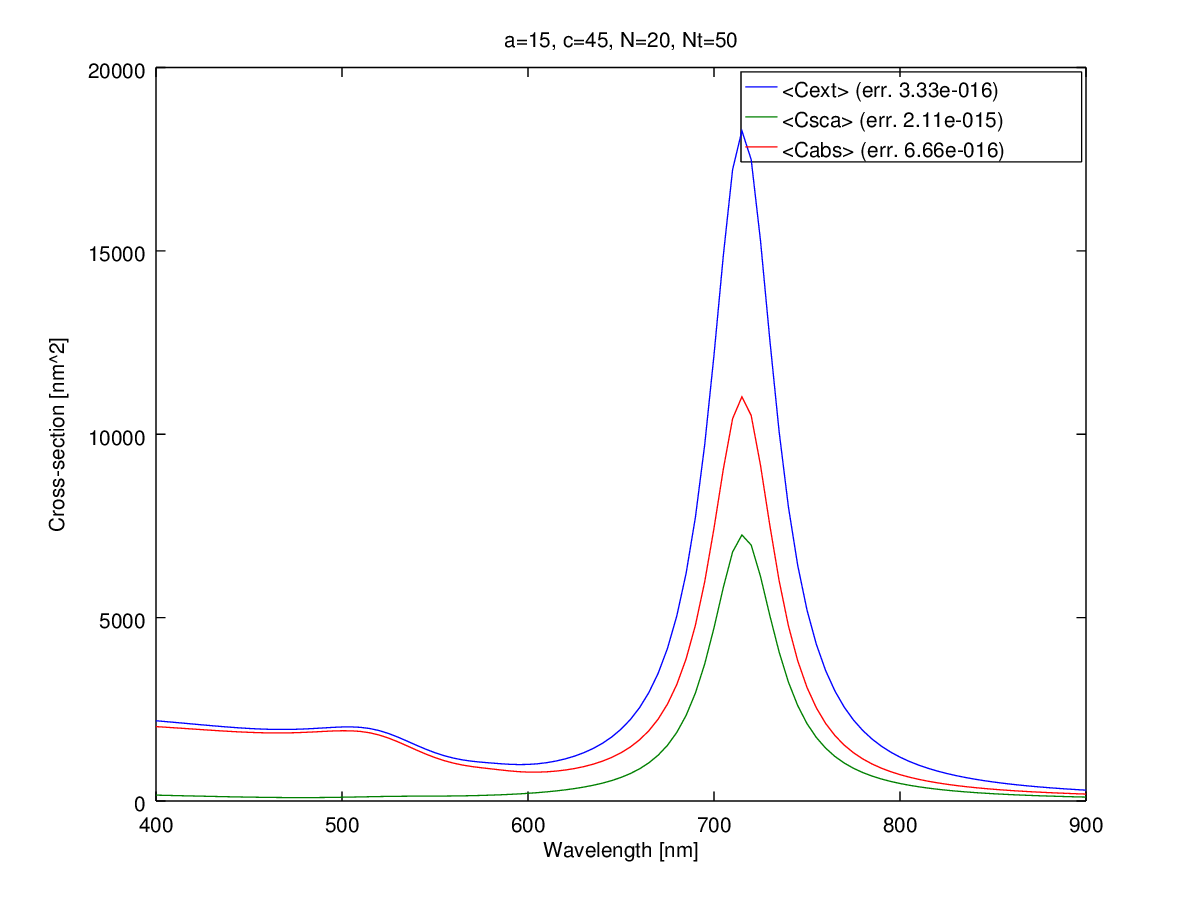 a=15, c=45, N=20, Nt=50
20000
15000
10000
5000
0
Cross-section [nm^2]
<Cext> (err. 3.33e-016)
<Csca> (err. 2.11e-015)
<Cabs> (err. 6.66e-016)
400 500 600 700 800 900
Wavelength [nm]